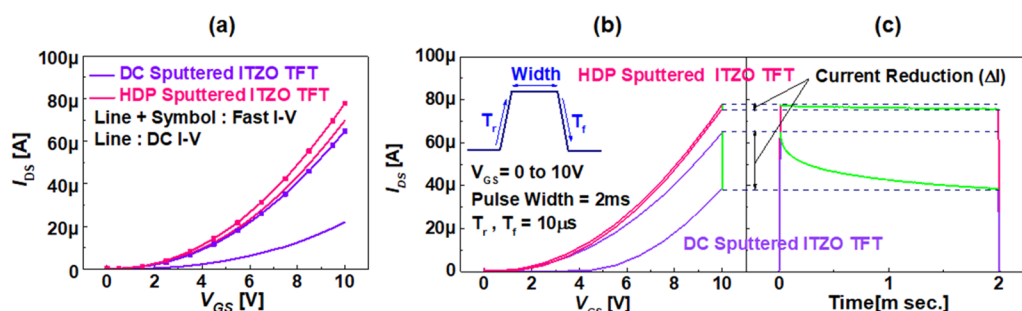 (a)
100μ
80μ
60μ
40μ
20μ
0
I_DS [A]
DC Sputtered ITZO TFT
HDP Sputtered ITZO TFT
Line + Symbol : Fast I-V
Line : DC I-V
0 2 4 6 8 10
V_GS [V]
(b)
100μ
80μ
60μ
40μ
20μ
0
I_DS [A]
Width
HDP Sputtered ITZO TFT
T_r
T_f
V_GS = 0 to 10V
Pulse Width = 2ms
T_r , T_f = 10μs
DC Sputtered ITZO TFT
0 2 4 6 8 10
V_GS [V]
(c)
Current Reduction (ΔI)
0 1 2
Time[m sec.]